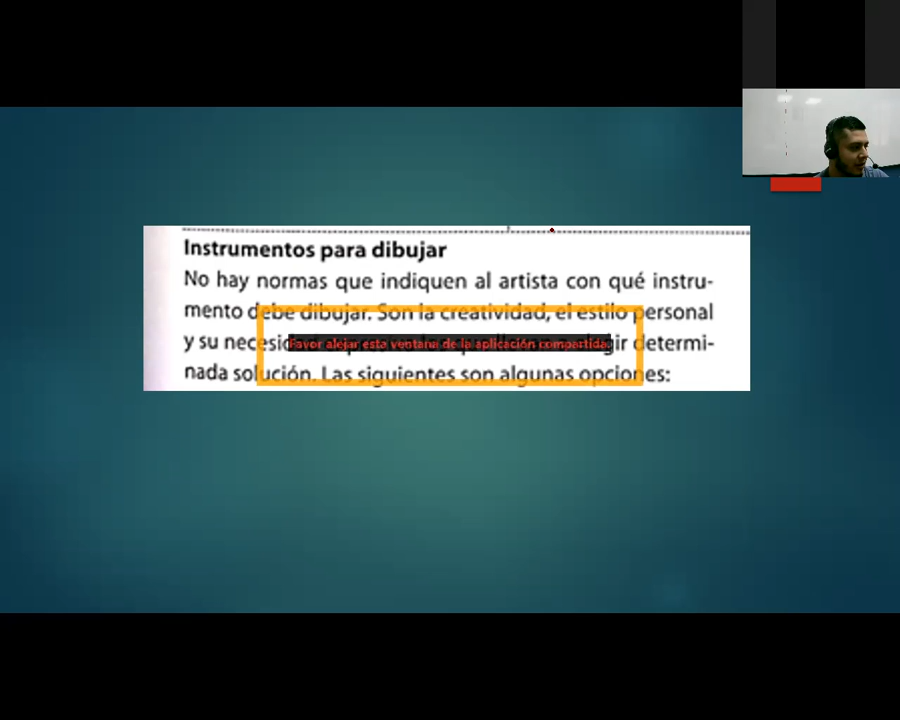 Instrumentos para dibujar
No hay normas que indiquen al artista con qué instru-
mento debe dibujar. Son la creatividad, el estilo personal
y su necesid gir determi-
Favor alejar esta ventana de la aplicación compartida.
nada solución. Las siguientes son algunas opciones: